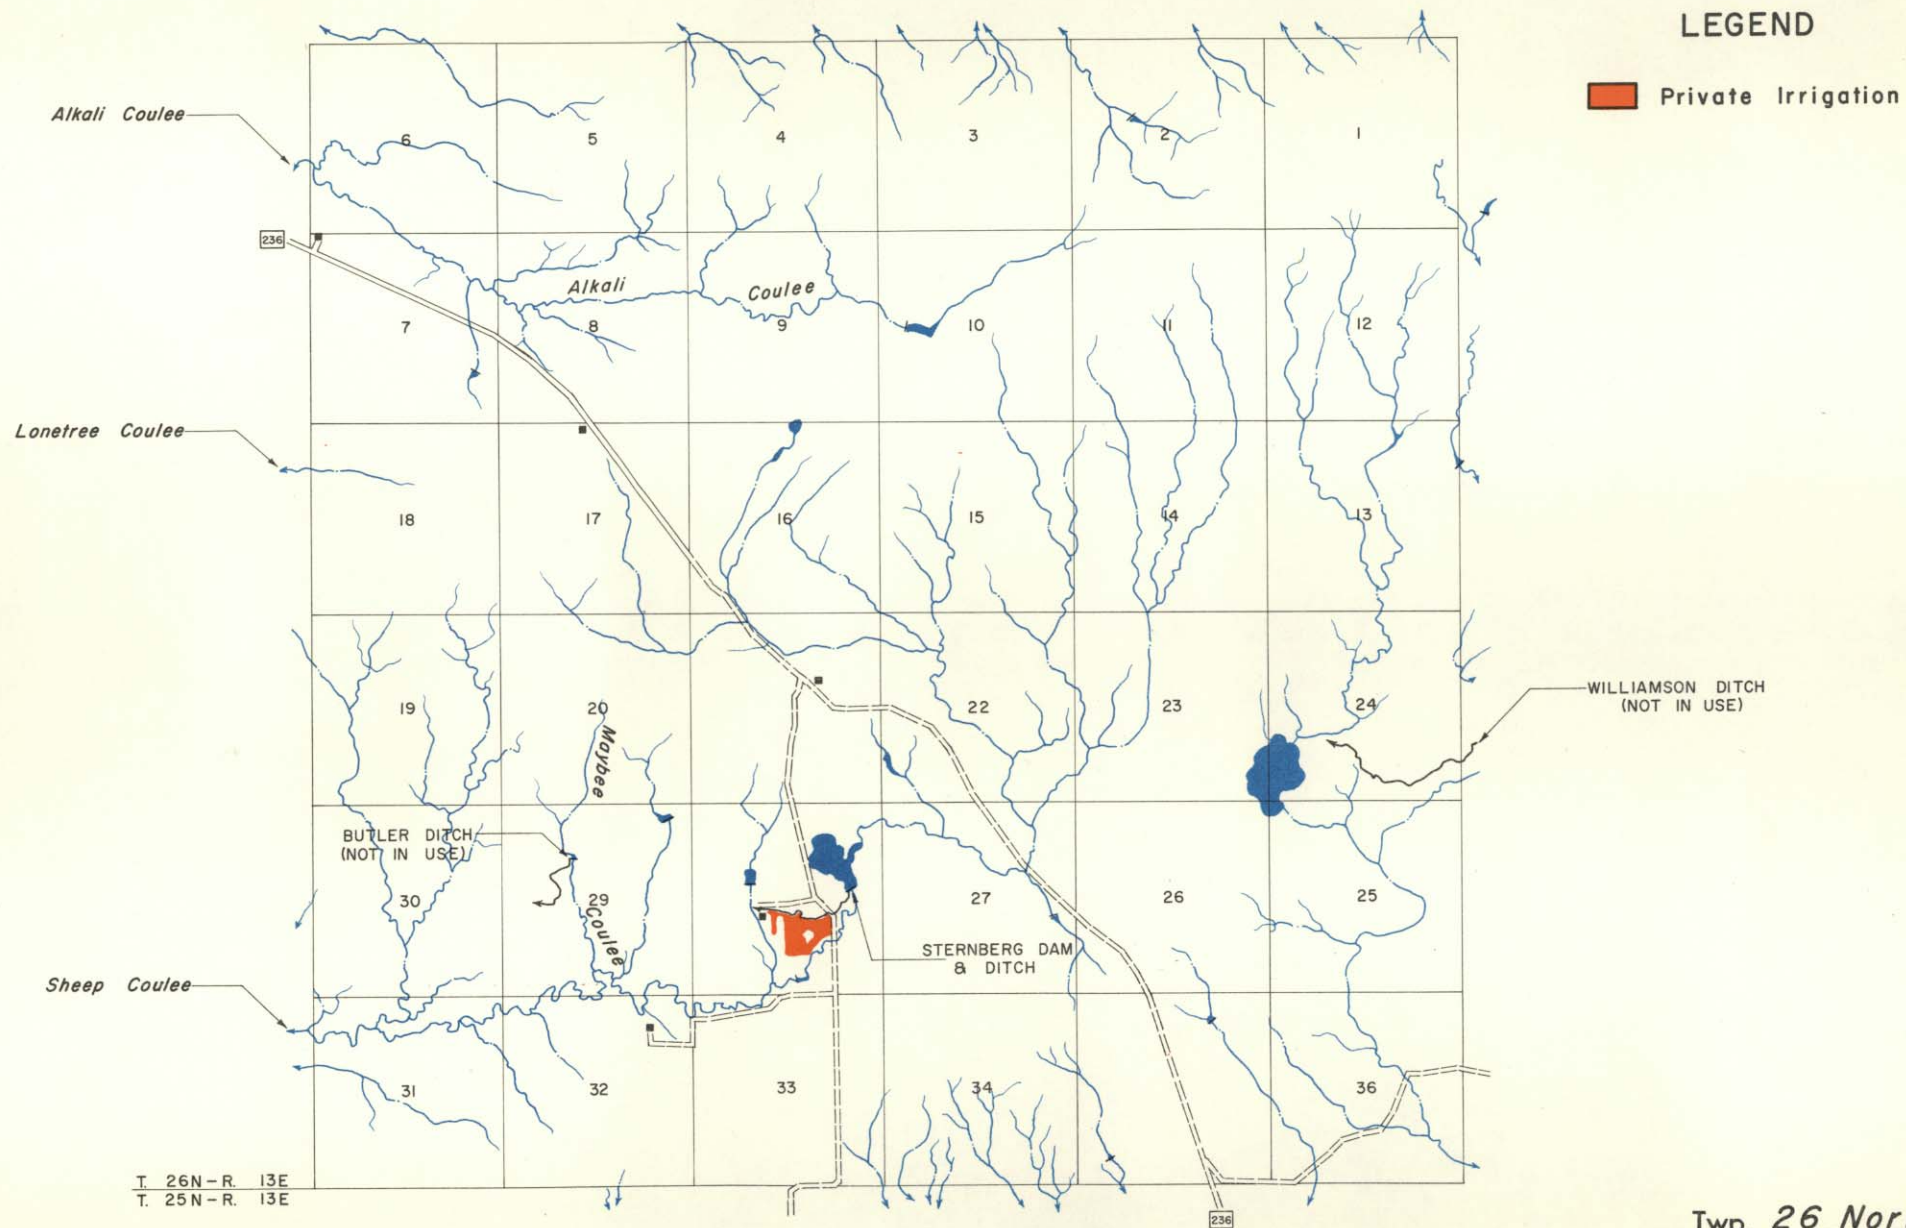 LEGEND
Private Irrigation
Alkali Coulee
6
5
4
3
2
1
236
Alkali Coulee
7
8
9
10
11
12
Lonetree Coulee
18
17
16
15
14
13
19
20
22
23
24
WILLIAMSON DITCH
(NOT IN USE)
Maybee
Coulee
BUTLER DITCH
(NOT IN USE)
30
29
27
26
25
STERNBERG DAM
& DITCH
Sheep Coulee
31
32
33
34
36
T. 26N-R. 13E
T. 25N-R. 13E
236
Twp. 26 Nor